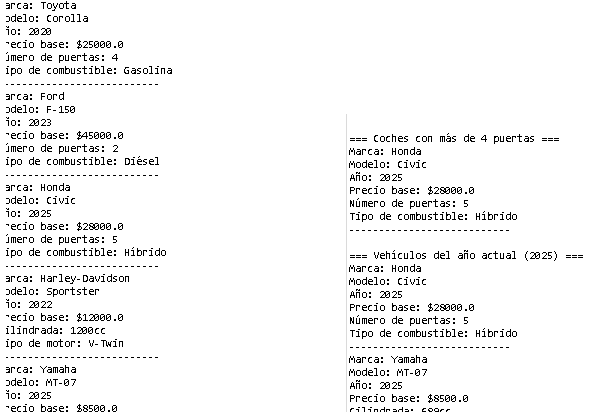 arca: Toyota
odelo: Corolla
ño: 2020
recio base: $25000.0
úmero de puertas: 4
ipo de combustible: Gasolina
--------------------------
arca: Ford
odelo: F-150
ño: 2023
recio base: $45000.0
úmero de puertas: 2
ipo de combustible: Diésel
--------------------------
arca: Honda
odelo: Civic
ño: 2025
recio base: $28000.0
úmero de puertas: 5
ipo de combustible: Híbrido
--------------------------
arca: Harley-Davidson
odelo: Sportster
ño: 2022
recio base: $12000.0
ilindrada: 1200cc
ipo de motor: V-Twin
--------------------------
arca: Yamaha
odelo: MT-07
ño: 2025
recio base: $8500.0
=== Coches con más de 4 puertas ===
Marca: Honda
Modelo: Civic
Año: 2025
Precio base: $28000.0
Número de puertas: 5
Tipo de combustible: Híbrido
--------------------------
=== Vehículos del año actual (2025) ===
Marca: Honda
Modelo: Civic
Año: 2025
Precio base: $28000.0
Número de puertas: 5
Tipo de combustible: Híbrido
--------------------------
Marca: Yamaha
Modelo: MT-07
Año: 2025
Precio base: $8500.0
Cilindrada: 689cc